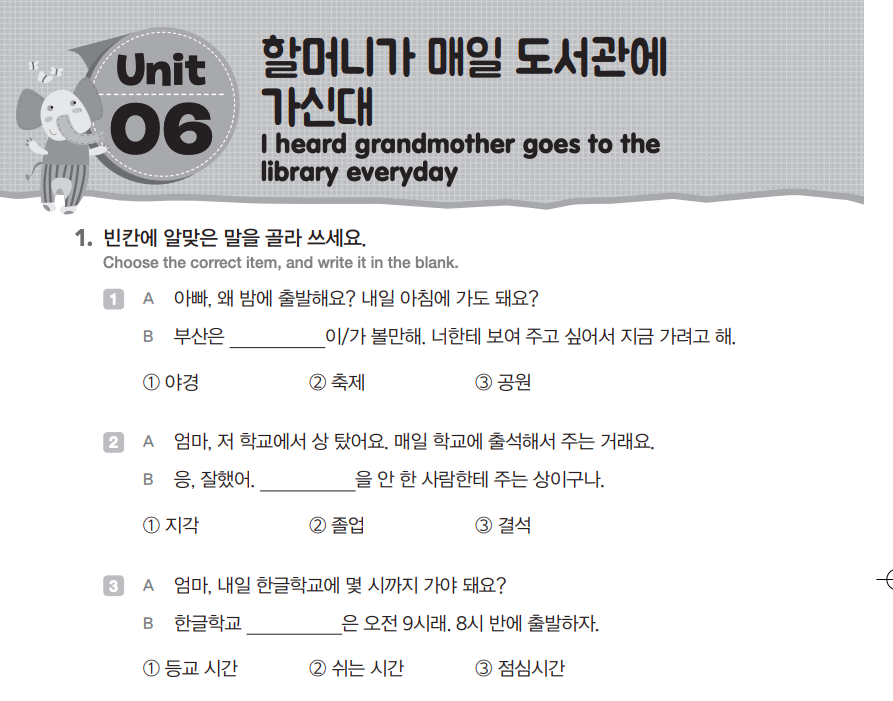 Unit
06
할머니가 매일 도서관에
가신대
I heard grandmother goes to the
library everyday
1. 빈칸에 알맞은 말을 골라 쓰세요.
Choose the correct item, and write it in the blank.
1 A 아빠, 왜 밤에 출발해요? 내일 아침에 가도 돼요?
B 부산은 __________이/가 볼만해. 너한테 보여 주고 싶어서 지금 가려고 해.
① 야경 ② 축제 ③ 공원
2 A 엄마, 저 학교에서 상 탔어요. 매일 학교에 출석해서 주는 거래요.
B 응, 잘했어. __________을 안 한 사람한테 주는 상이구나.
① 지각 ② 졸업 ③ 결석
3 A 엄마, 내일 한글학교에 몇 시까지 가야 돼요?
B 한글학교 __________은 오전 9시래. 8시 반에 출발하자.
① 등교 시간 ② 쉬는 시간 ③ 점심시간